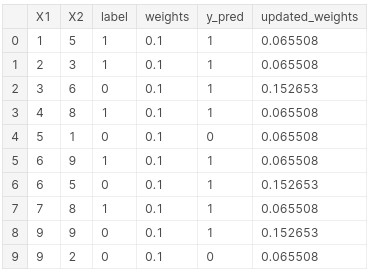 X1 X2 label weights y_pred updated_weights
0 1 5 1 0.1 1 0.065508
1 2 3 1 0.1 1 0.065508
2 3 6 0 0.1 1 0.152653
3 4 8 1 0.1 1 0.065508
4 5 1 0 0.1 0 0.065508
5 6 9 1 0.1 1 0.065508
6 6 5 0 0.1 1 0.152653
7 7 8 1 0.1 1 0.065508
8 9 9 0 0.1 1 0.152653
9 9 2 0 0.1 0 0.065508